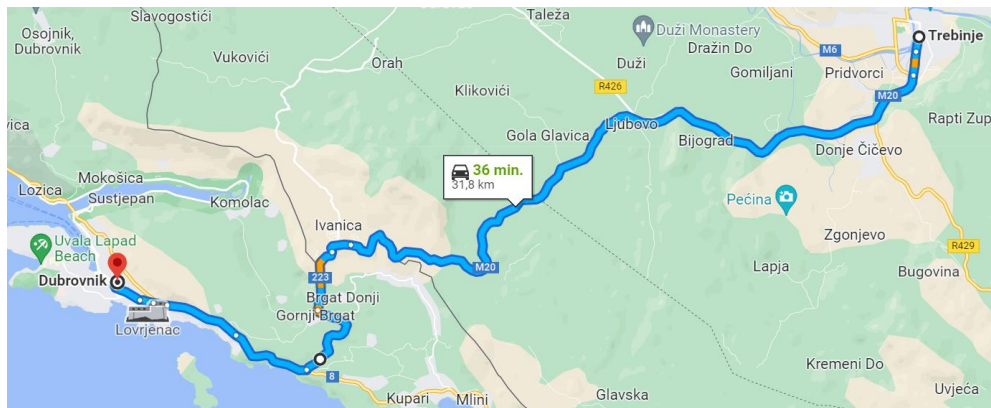 Slavogostići
Taleža
Osojnik,
Dubrovnik
Duži Monastery
Trebinje
Dražin Do
M6
Vukovići
Orah
Duži
Gomiljani
Pridvorci
Klikovići
R426
M20
vica
Gola Glavica
Ljubovo
Rapti Zup
Bijograd
Donje Čičevo
36 min.
31,8 km
Mokošica
Lozica
Sustjepan
Komolac
Pećina
Ivanica
Zgonjevo
Uvala Lapad
Beach
R429
M20
Lapja
Bugovina
223
Dubrovnik
Brgat Donji
Gornji Brgat
Lovrjenac
Kremeni Do
8
Kupari
Mlini
Glavska
Uvjeća